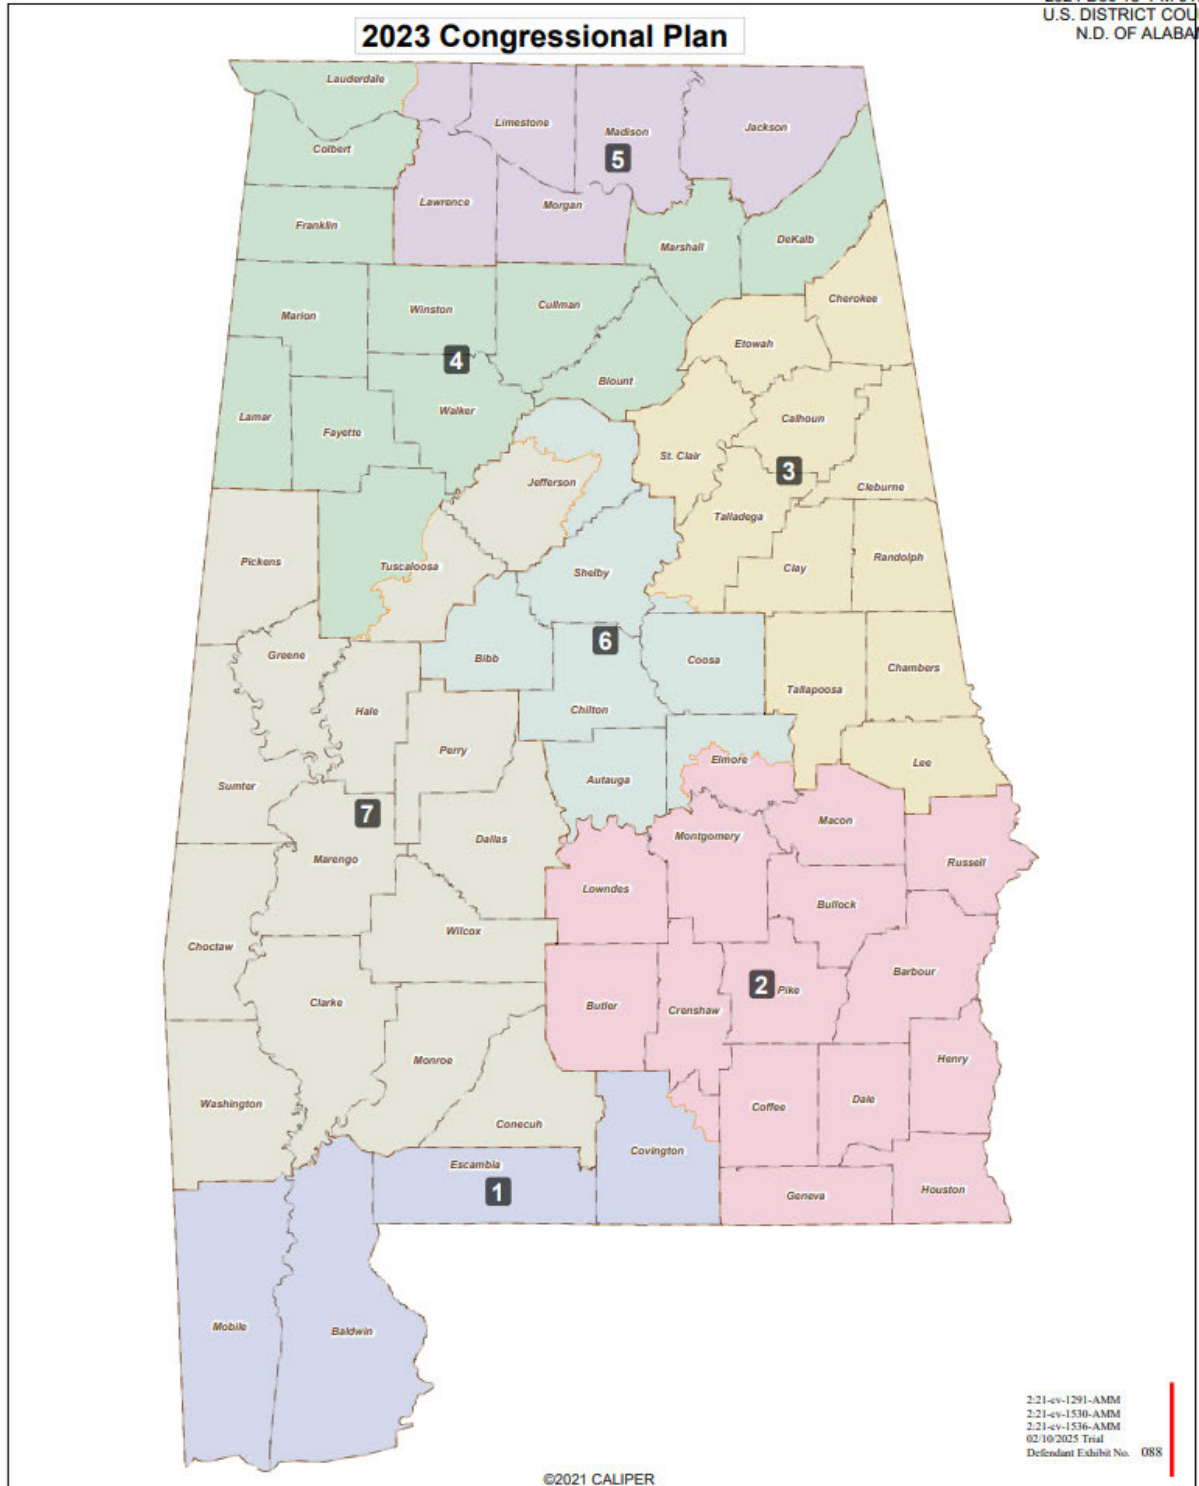 U.S. DISTRICT COU
N.D. OF ALABA
2023 Congressional Plan
Lauderdale
Limestone
Madison
Jackson
Colbert
5
Lawrence
Morgan
Franklin
Marshall
DeKalb
Cherokee
Marion
Winston
Cullman
Etowah
4
Blount
Lamar
Fayette
Walker
Calhoun
St. Clair
3
Jefferson
Cleburne
Talladega
Pickens
Tuscaloosa
Shelby
Clay
Randolph
Greene
6
Bibb
Coosa
Chambers
Hale
Chilton
Tallapoosa
Perry
Elmore
Lee
Sumter
Autauga
7
Macon
Marengo
Dallas
Montgomery
Russell
Lowndes
Bullock
Choctaw
Wilcox
Barbour
Clarke
Butler
Crenshaw
2 Pike
Monroe
Henry
Washington
Conecuh
Coffee
Dale
Escambia
Covington
1
Geneva
Houston
Mobile
Baldwin
2:21-cv-1291-AMM
2:21-cv-1530-AMM
2:21-cv-1536-AMM
02/10/2025 Trial
Defendant Exhibit No. 088
©2021 CALIPER